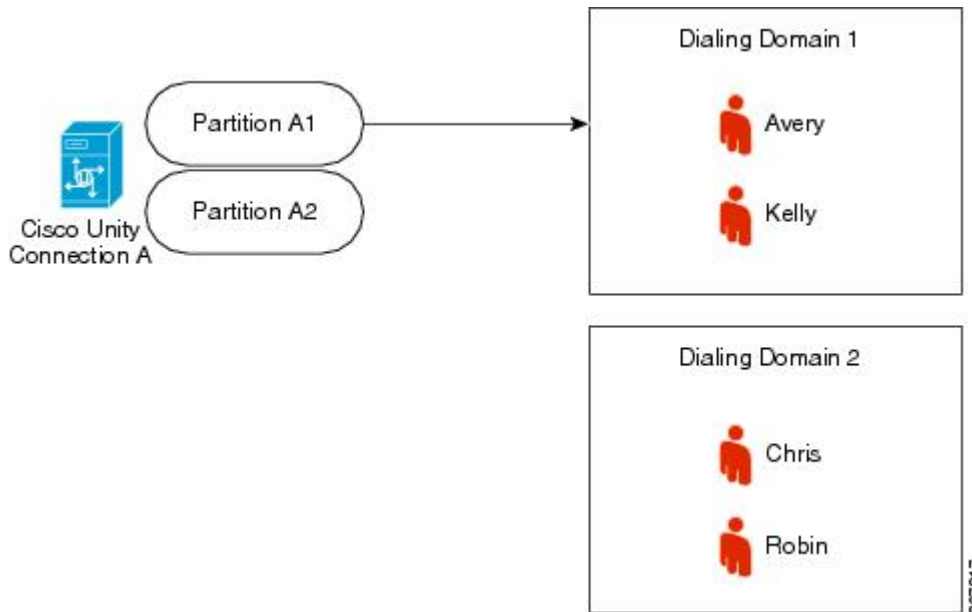 Dialing Domain 1
Partition A1
Avery
Partition A2
Kelly
Cisco Unity
Connection A
Dialing Domain 2
Chris
Robin